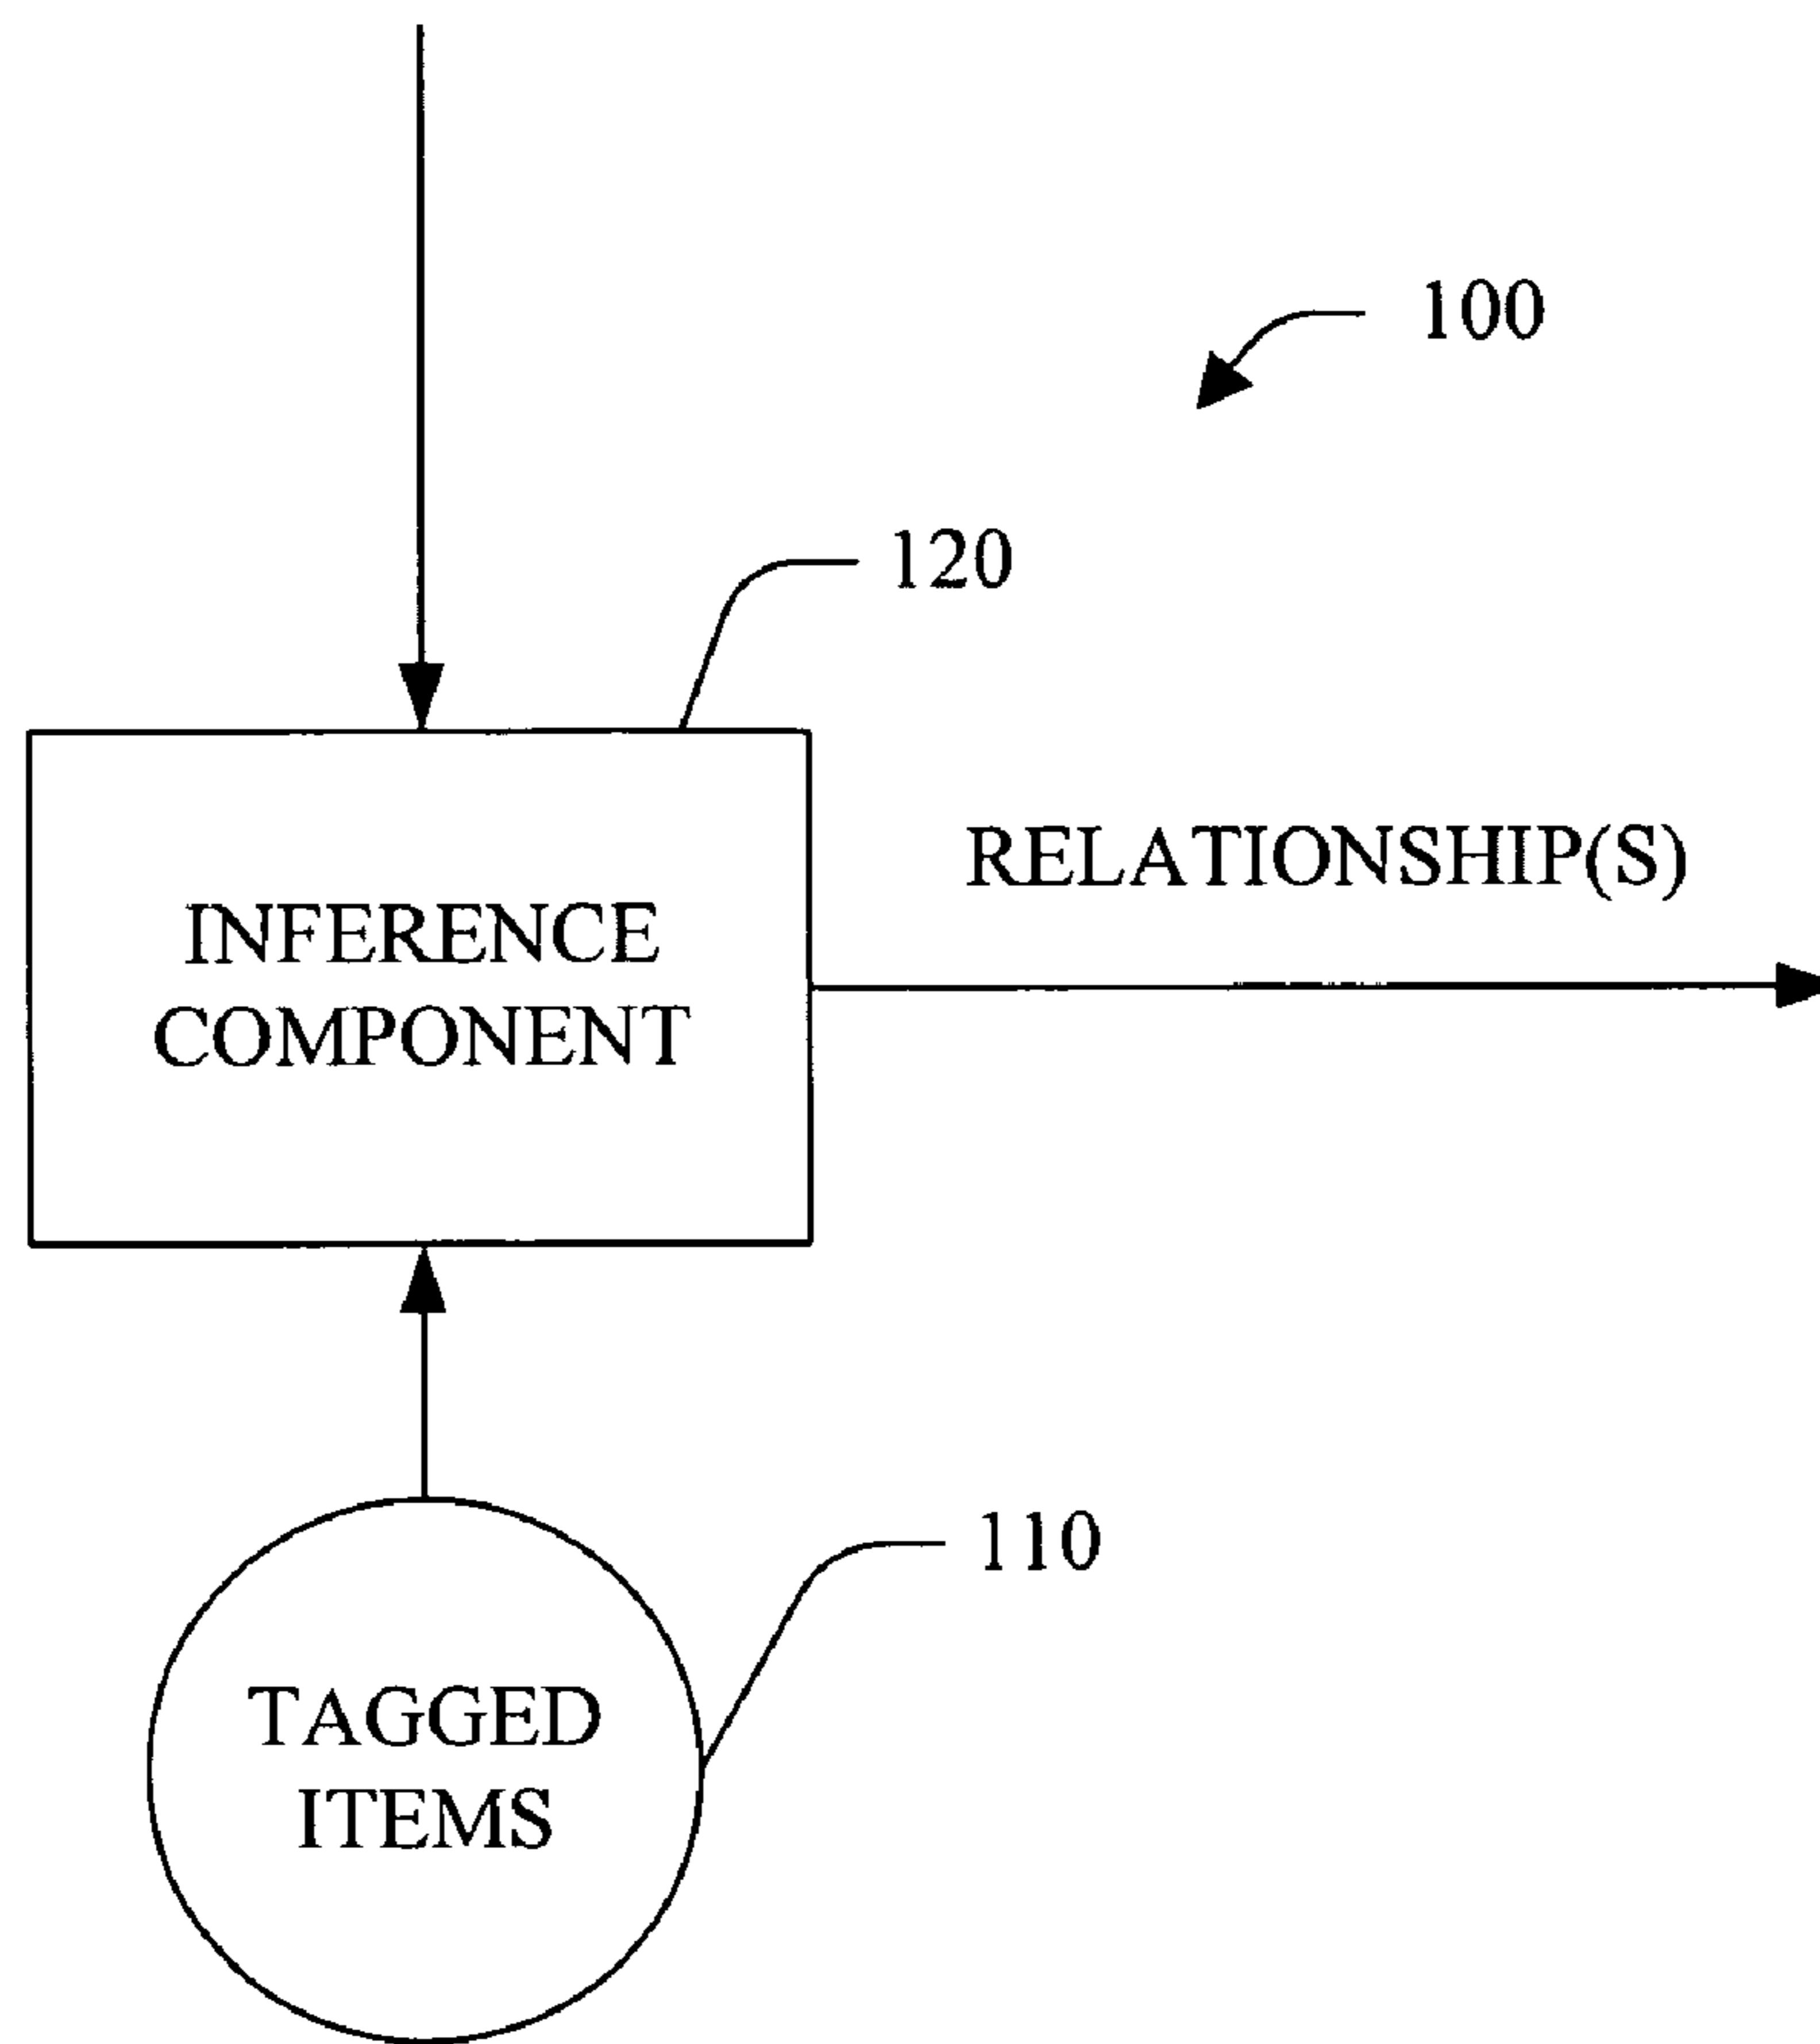 100
120
RELATIONSHIP(S)
INFERENCE
COMPONENT
110
TAGGED
ITEMS